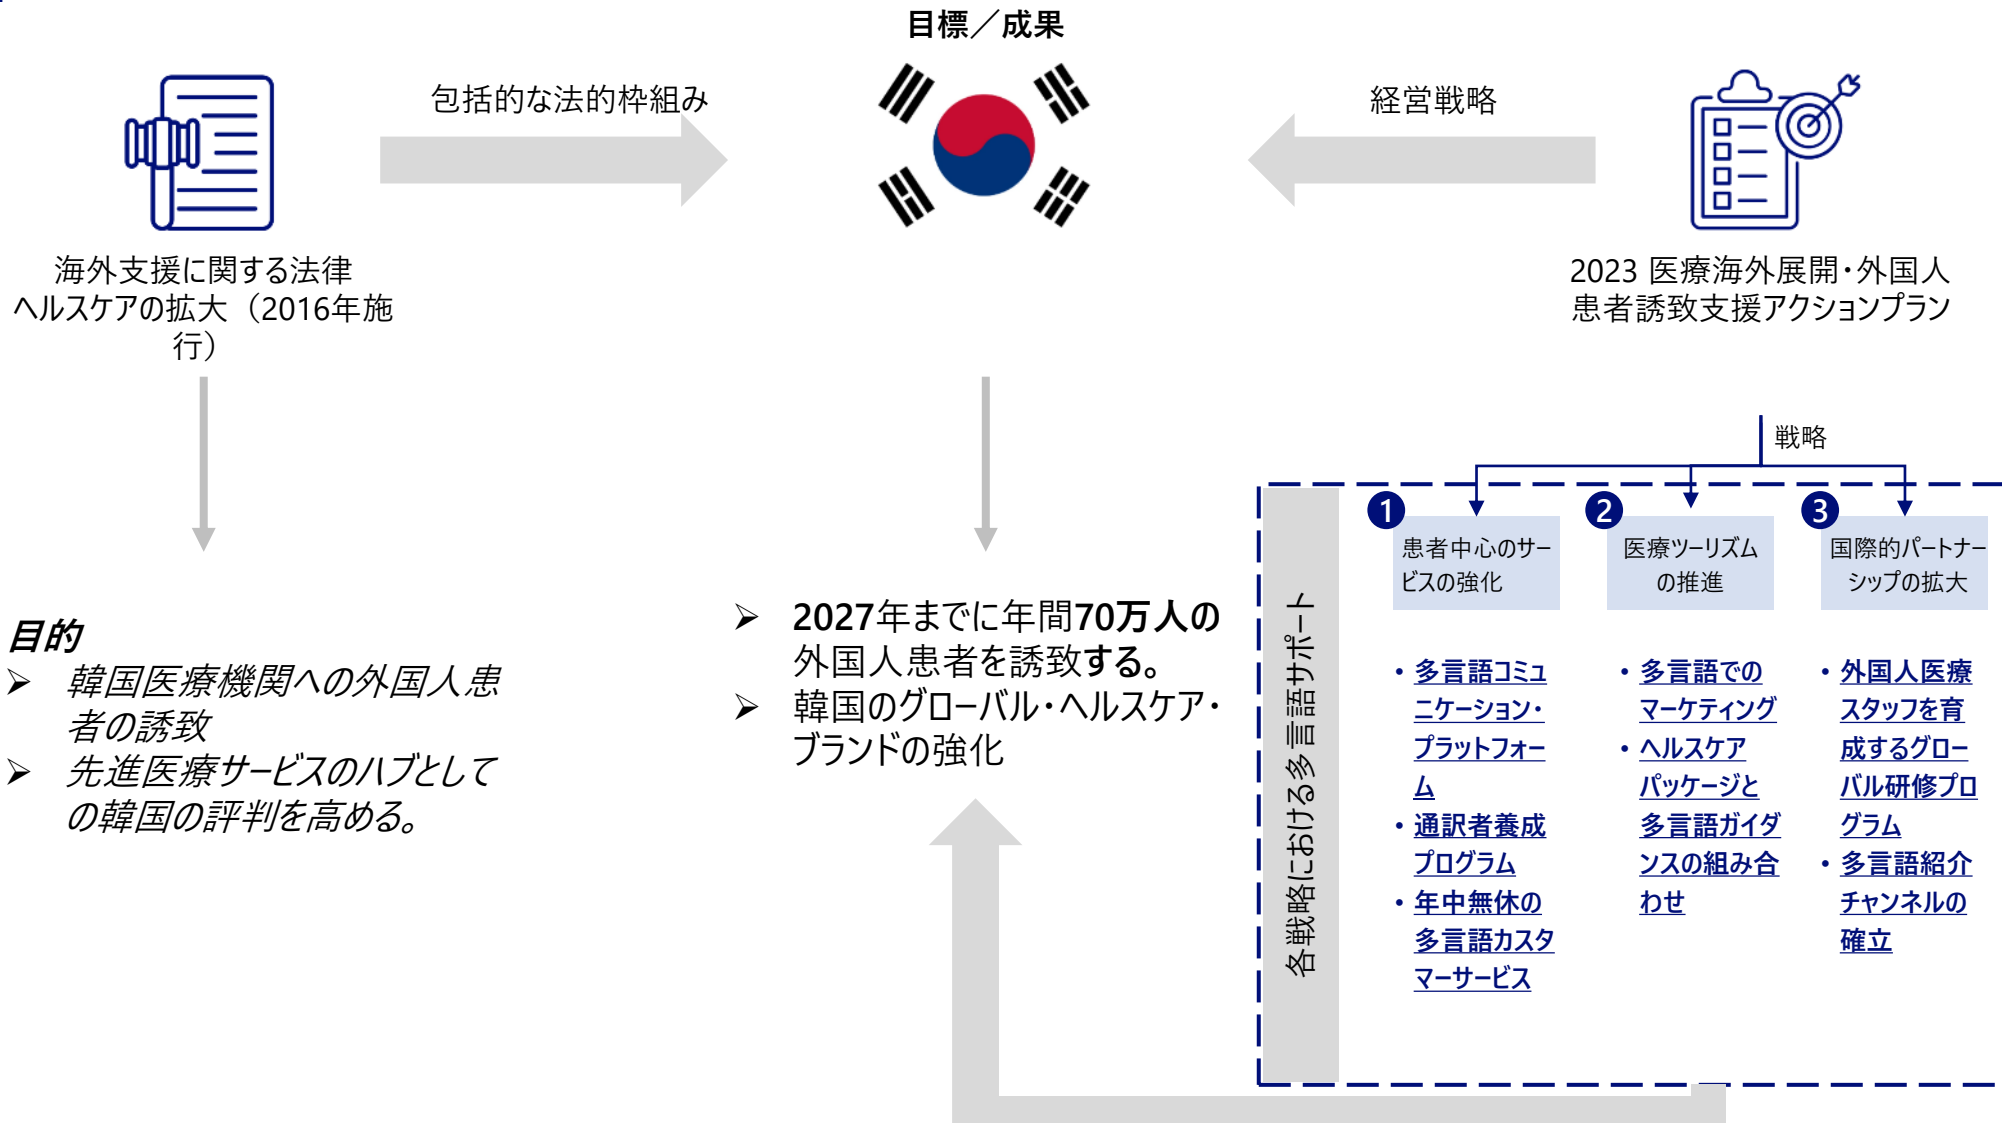 目標／成果
包括的な法的枠組み
経営戦略
海外支援に関する法律
ヘルスケアの拡大（2016年施
行）
2023 医療海外展開・外国人
患者誘致支援アクションプラン
目的
➢ 韓国医療機関への外国人患
者の誘致
➢ 先進医療サービスのハブとして
の韓国の評判を高める。
➢ 2027年までに年間70万人の
外国人患者を誘致する。
➢ 韓国のグローバル・ヘルスケア・
ブランドの強化
戦略
各戦略における多言語サポート
1
患者中心のサー
ビスの強化
• 多言語コミュ
ニケーション・
プラットフォー
ム
• 通訳者養成
プログラム
• 年中無休の
多言語カスタ
マーサービス
2
医療ツーリズム
の推進
• 多言語での
マーケティング
• ヘルスケア
パッケージと
多言語ガイダ
ンスの組み合
わせ
3
国際的パートナー
シップの拡大
• 外国人医療
スタッフを育
成するグロー
バル研修プロ
グラム
• 多言語紹介
チャンネルの
確立